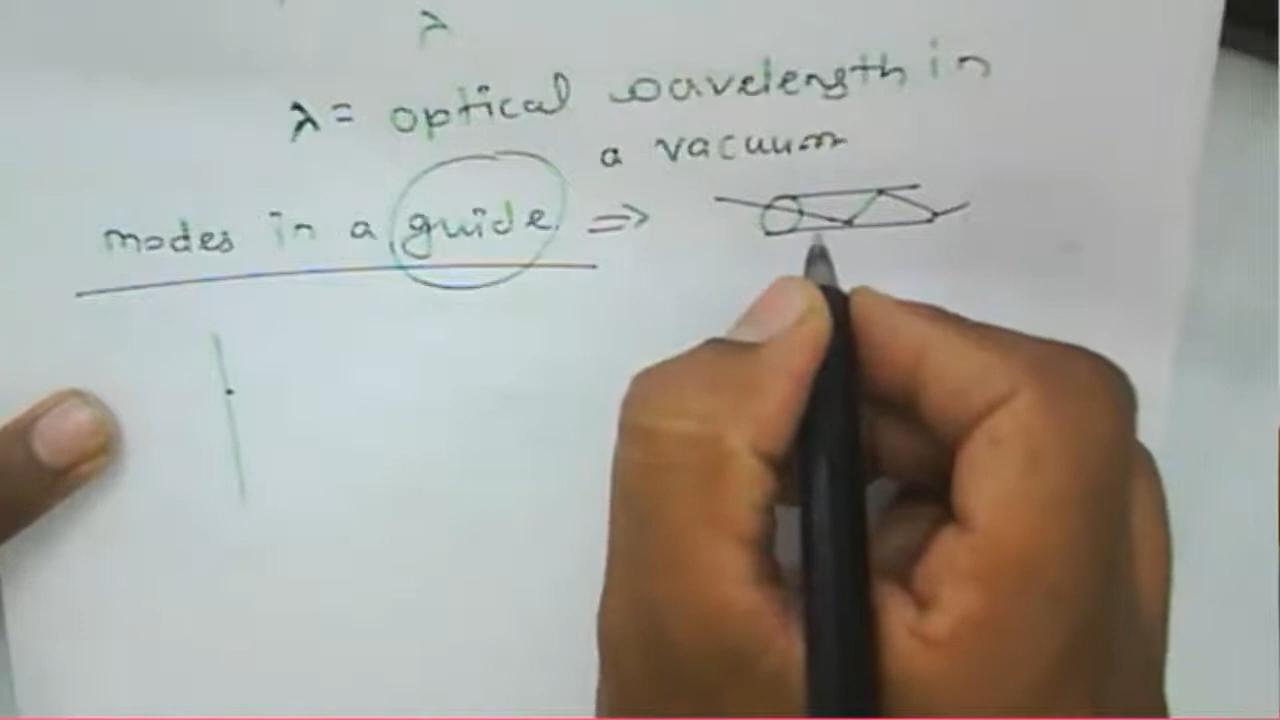 λ
λ = optical wavelength in
a vacuum
modes in a guide ⇒